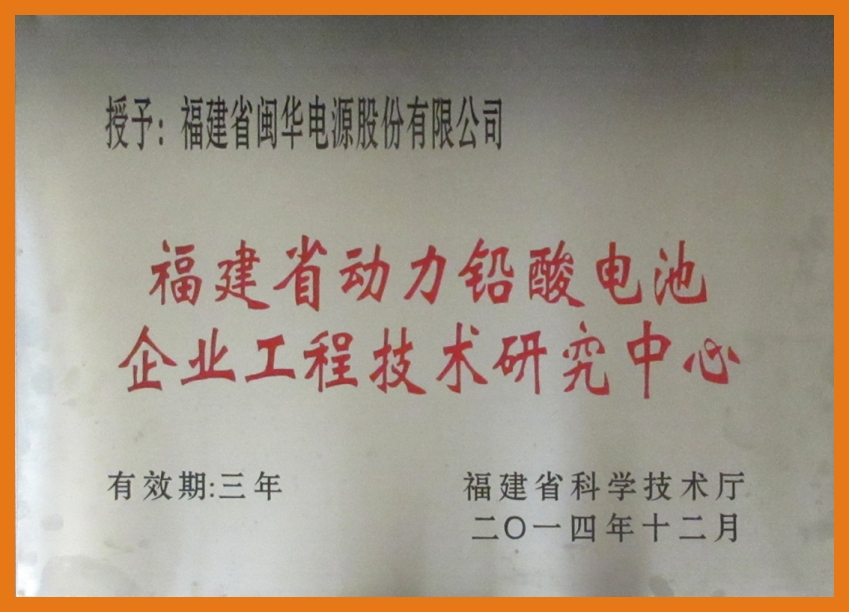 授予：福建省闽华电源股份有限公司
福建省动力铅酸电池
企业工程技术研究中心
有效期:三年
福建省科学技术厅
二〇一四年十二月